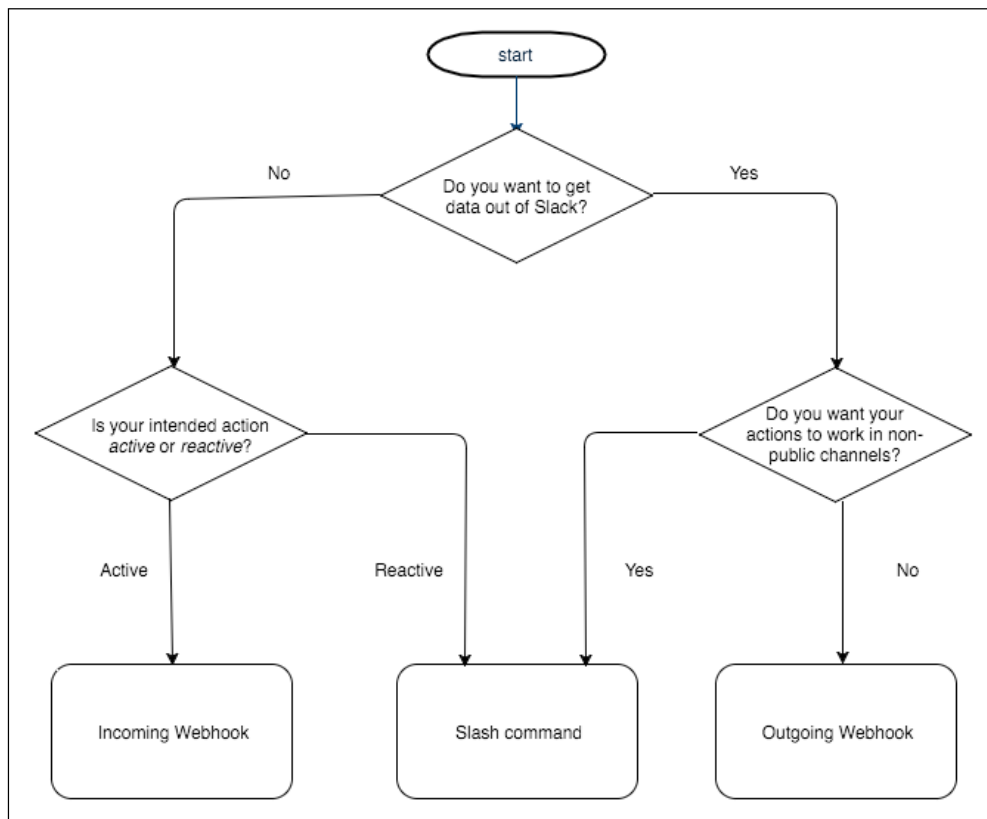 start
No
Yes
Do you want to get
data out of Slack?
Is your intended action
active or reactive?
Do you want your
actions to work in non-
public channels?
Active
Reactive
Yes
No
Incoming Webhook
Slash command
Outgoing Webhook